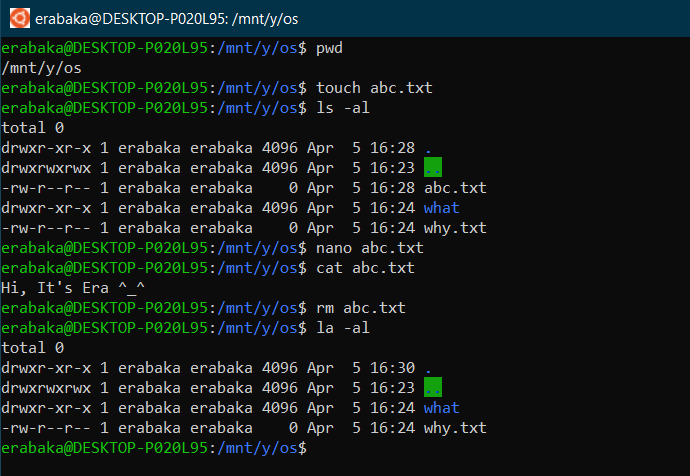 erabaka@DESKTOP-P020L95: /mnt/y/os
erabaka@DESKTOP-P020L95:/mnt/y/os$ pwd
/mnt/y/os
erabaka@DESKTOP-P020L95:/mnt/y/os$ touch abc.txt
erabaka@DESKTOP-P020L95:/mnt/y/os$ ls -al
total 0
drwxr-xr-x 1 erabaka erabaka 4096 Apr  5 16:28 .
drwxrwxrwx 1 erabaka erabaka 4096 Apr  5 16:23 ..
-rw-r--r-- 1 erabaka erabaka    0 Apr  5 16:28 abc.txt
drwxr-xr-x 1 erabaka erabaka 4096 Apr  5 16:24 what
-rw-r--r-- 1 erabaka erabaka    0 Apr  5 16:24 why.txt
erabaka@DESKTOP-P020L95:/mnt/y/os$ nano abc.txt
erabaka@DESKTOP-P020L95:/mnt/y/os$ cat abc.txt
Hi, It's Era ^_^
erabaka@DESKTOP-P020L95:/mnt/y/os$ rm abc.txt
erabaka@DESKTOP-P020L95:/mnt/y/os$ la -al
total 0
drwxr-xr-x 1 erabaka erabaka 4096 Apr  5 16:30 .
drwxrwxrwx 1 erabaka erabaka 4096 Apr  5 16:23 ..
drwxr-xr-x 1 erabaka erabaka 4096 Apr  5 16:24 what
-rw-r--r-- 1 erabaka erabaka    0 Apr  5 16:24 why.txt
erabaka@DESKTOP-P020L95:/mnt/y/os$